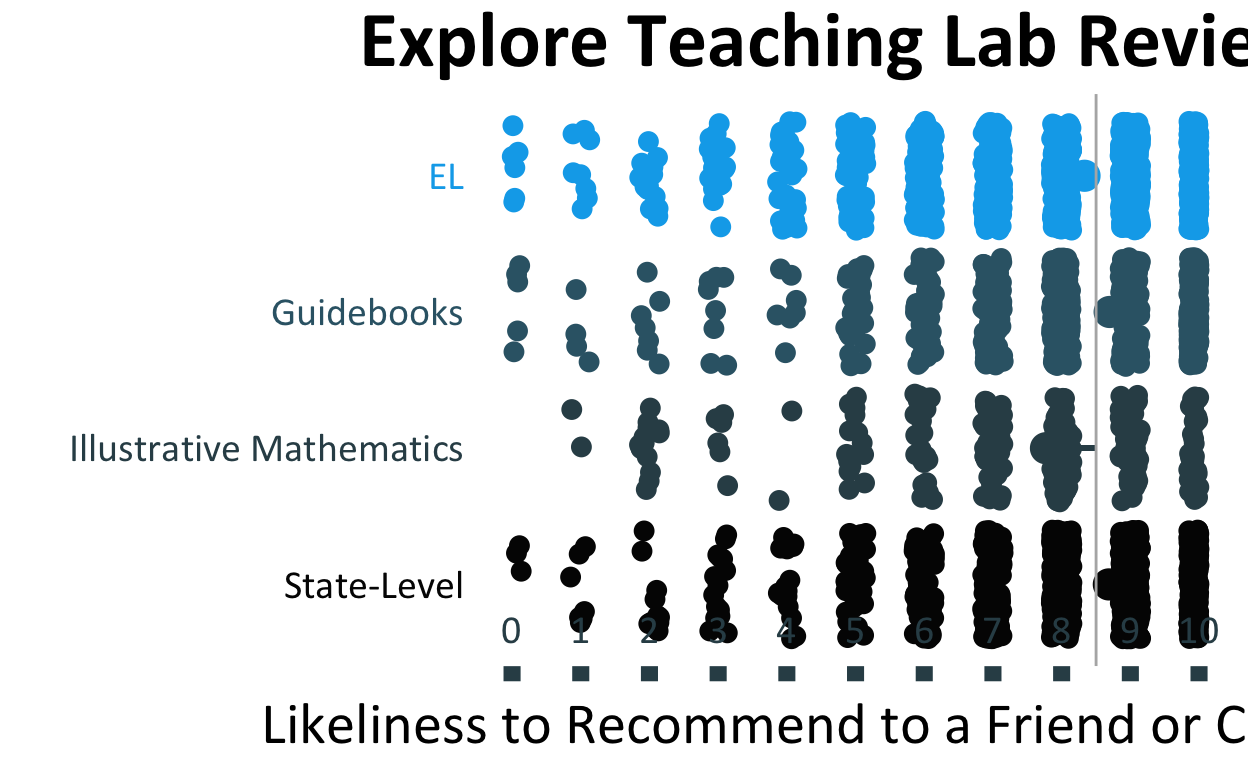 Explore Teaching Lab Revie
EL
Guidebooks
Illustrative Mathematics
State-Level
0 1 2 3 4 5 6 7 8 9 10
Likeliness to Recommend to a Friend or C